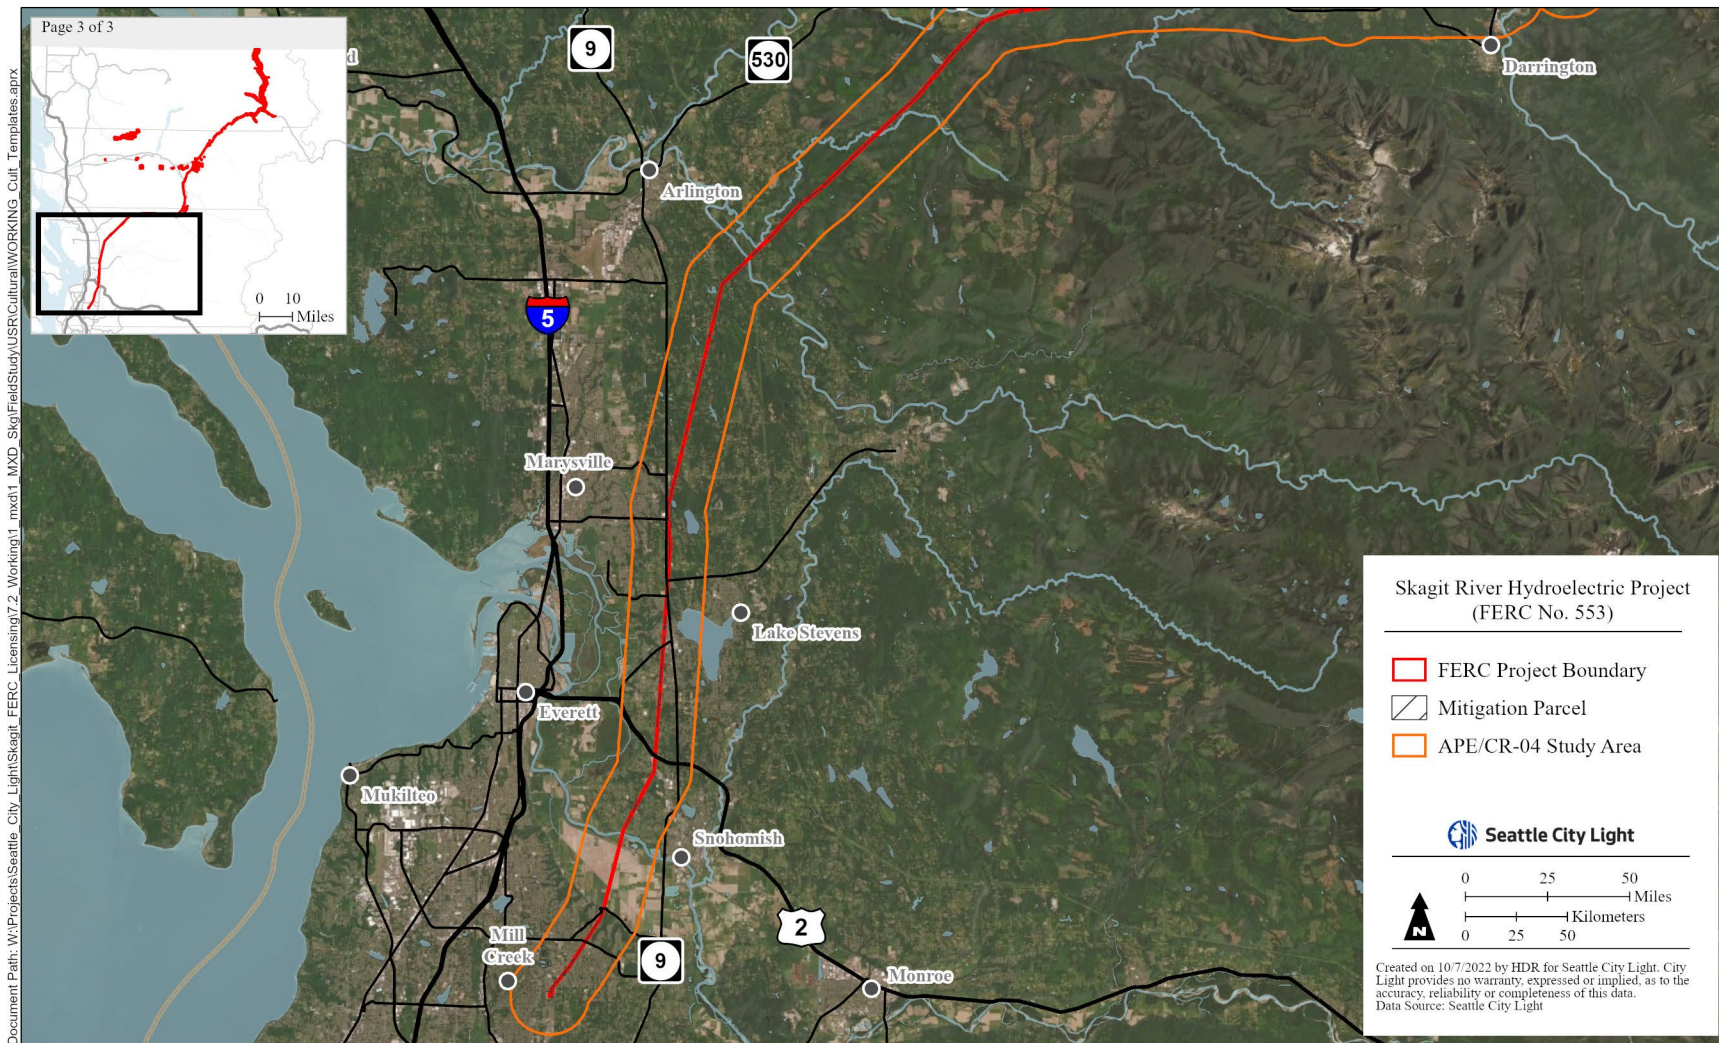 Page 3 of 3
0 10
Miles
d
9
530
Darrington
Arlington
5
Marysville
Lake Stevens
Everett
Mukilteo
Snohomish
Mill
Creek
9
2
Monroe
Skagit River Hydroelectric Project
(FERC No. 553)
FERC Project Boundary
Mitigation Parcel
APE/CR-04 Study Area
Seattle City Light
0 25 50
Miles
Kilometers
0 25 50
N
Created on 10/7/2022 by HDR for Seattle City Light. City
Light provides no warranty, expressed or implied, as to the
accuracy, reliability or completeness of this data.
Data Source: Seattle City Light
Document Path: W:\Projects\Seattle_City_Light\Skagit_FERC_Licensing\7.2_Working\1_mxd\1_MXD_Skg\FieldStudy\USR\Cultural\WORKING_Cult_Templates.aprx